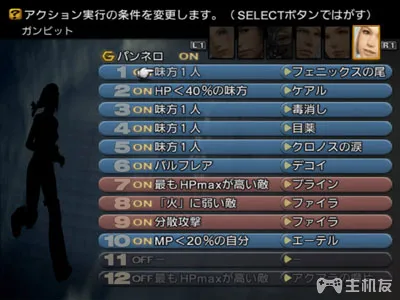 アクション実行の条件を変更します。（SELECTボタンではがす）
ガンビット
L1
R1
パンネロ ON
1 ON 味方1人 フェニックスの尾
2 ON HP＜40％の味方 ケアル
3 ON 味方1人 毒消し
4 ON 味方1人 目薬
5 ON 味方1人 クロノスの涙
6 ON バルフレア デコイ
7 ON 最もHPmaxが高い敵 ブライン
8 ON 「火」に弱い敵 ファイラ
9 ON 分散攻撃 ファイラ
10 ON MP＜20％の自分 エーテル
11 OFF －
12 OFF 最もHPmaxが高い敵
主机友